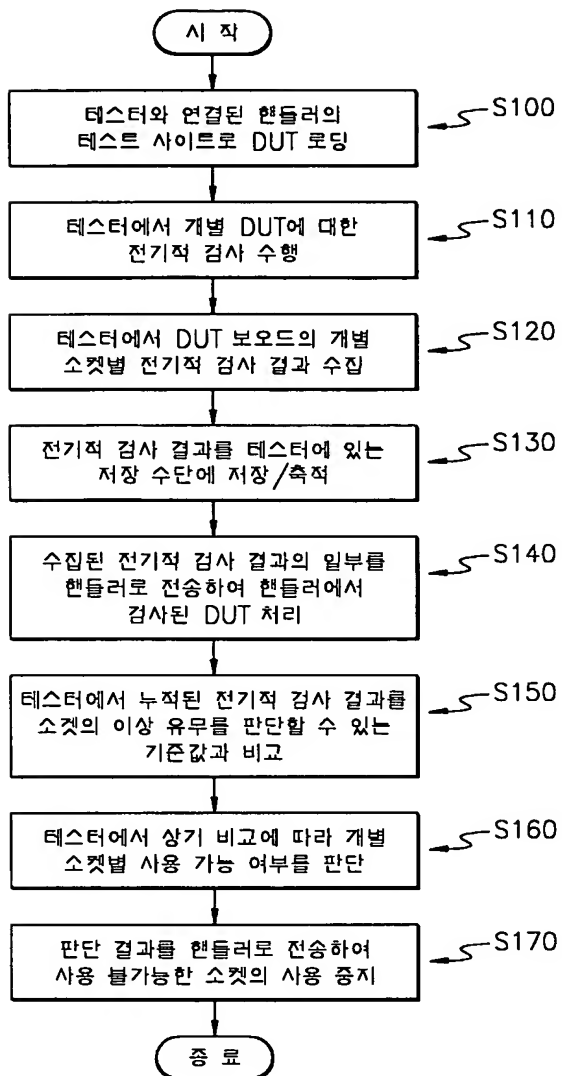 시 작
테스터와 연결된 핸들러의
테스트 사이트로 DUT 로딩
S100
테스터에서 개별 DUT에 대한
전기적 검사 수행
S110
테스터에서 DUT 보오드의 개별
소켓별 전기적 검사 결과 수집
S120
전기적 검사 결과를 테스터에 있는
저장 수단에 저장/축적
S130
수집된 전기적 검사 결과의 일부를
핸들러로 전송하여 핸들러에서
검사된 DUT 처리
S140
테스터에서 누적된 전기적 검사 결과를
소겟의 이상 유무를 판단할 수 있는
기준값과 비교
S150
테스터에서 상기 비교에 따라 개별
소켓별 사용 가능 여부를 판단
S160
판단 결과를 핸들러로 전송하여
사용 불가능한 소켓의 사용 중지
S170
종 료